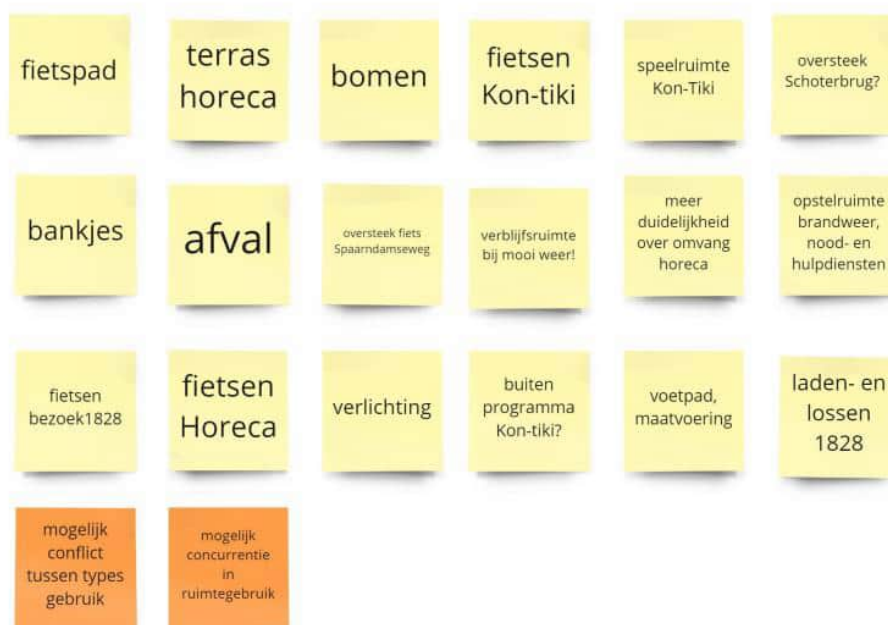 fietspad
terras
horeca
bomen
fietsen
Kon-tiki
speelruimte
Kon-Tiki
oversteek
Schoterbrug?
bankjes
afval
oversteek fiets
Spaarndamseweg
verblijfsruimte
bij mooi weer!
meer
duidelijkheid
over omvang
horeca
opstelruimte
brandweer,
nood- en
hulpdiensten
fietsen
bezoek1828
fietsen
Horeca
verlichting
buiten
programma
Kon-tiki?
voetpad,
maatvoering
laden- en
lossen
1828
mogelijk
conflict
tussen types
gebruik
mogelijk
concurrentie
in
ruimtegebruik